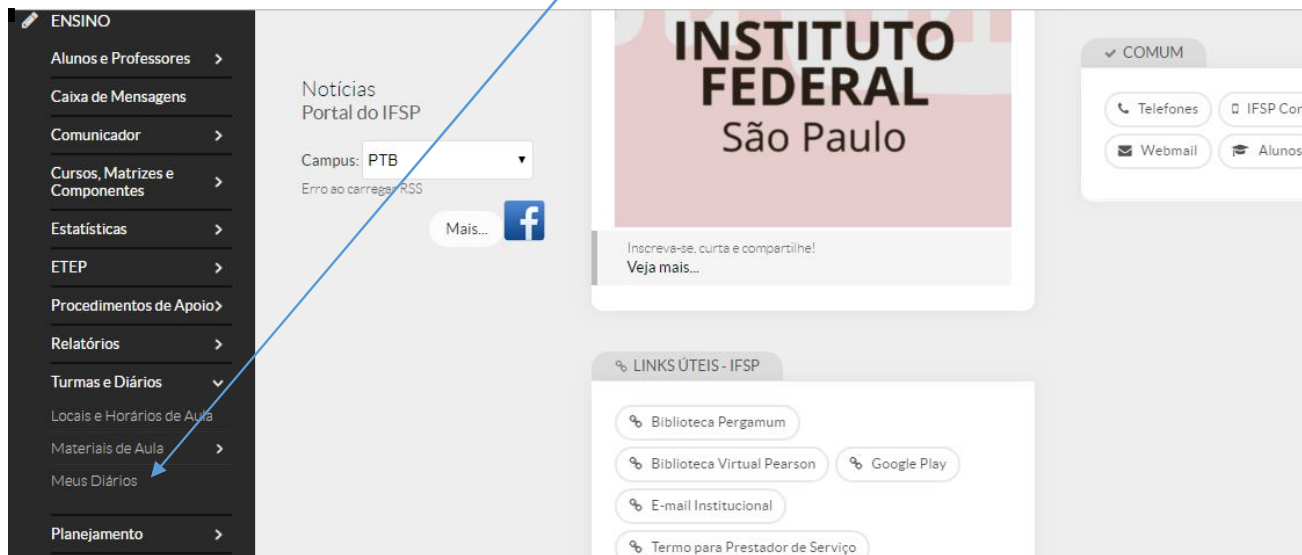 ENSINO
Alunos e Professores
Caixa de Mensagens
Comunicador
Cursos, Matrizes e
Componentes
Estatísticas
ETEP
Procedimentos de Apoio
Relatórios
Turmas e Diários
Locais e Horários de Aula
Materiais de Aula
Meus Diários
Planejamento
Notícias
Portal do IFSP
Campus: PTB
Erro ao carregar RSS
Mais...
INSTITUTO
FEDERAL
São Paulo
Inscreva-se, curta e compartilhe!
Veja mais...
LINKS ÚTEIS - IFSP
Biblioteca Pergamum
Biblioteca Virtual Pearson Google Play
E-mail Institucional
Termo para Prestador de Serviço
COMUM
Telefones IFSP Con
Webmail Alunos